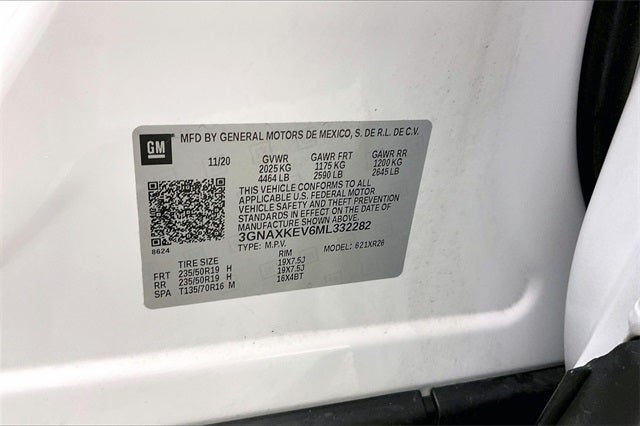 GM
MFD BY GENERAL MOTORS DE MEXICO, S. DE R.L. DE C.V.
11/20 GVWR GAWR FRT GAWR RR
2025 KG 1175 KG 1200 KG
4464 LB 2590 LB 2645 LB
THIS VEHICLE CONFORMS TO ALL
APPLICABLE U.S. FEDERAL MOTOR
VEHICLE SAFETY AND THEFT PREVENTION
STANDARDS IN EFFECT ON THE DATE OF
MANUFACTURE SHOWN ABOVE.
3GNAXKEV6ML332282
8624 TYPE: M.P.V. MODEL: 621XR26
TIRE SIZE RIM
FRT 235/50R19 H 19X7.5J
RR 235/50R19 H 19X7.5J
SPA T135/70R16 M 16X4BT